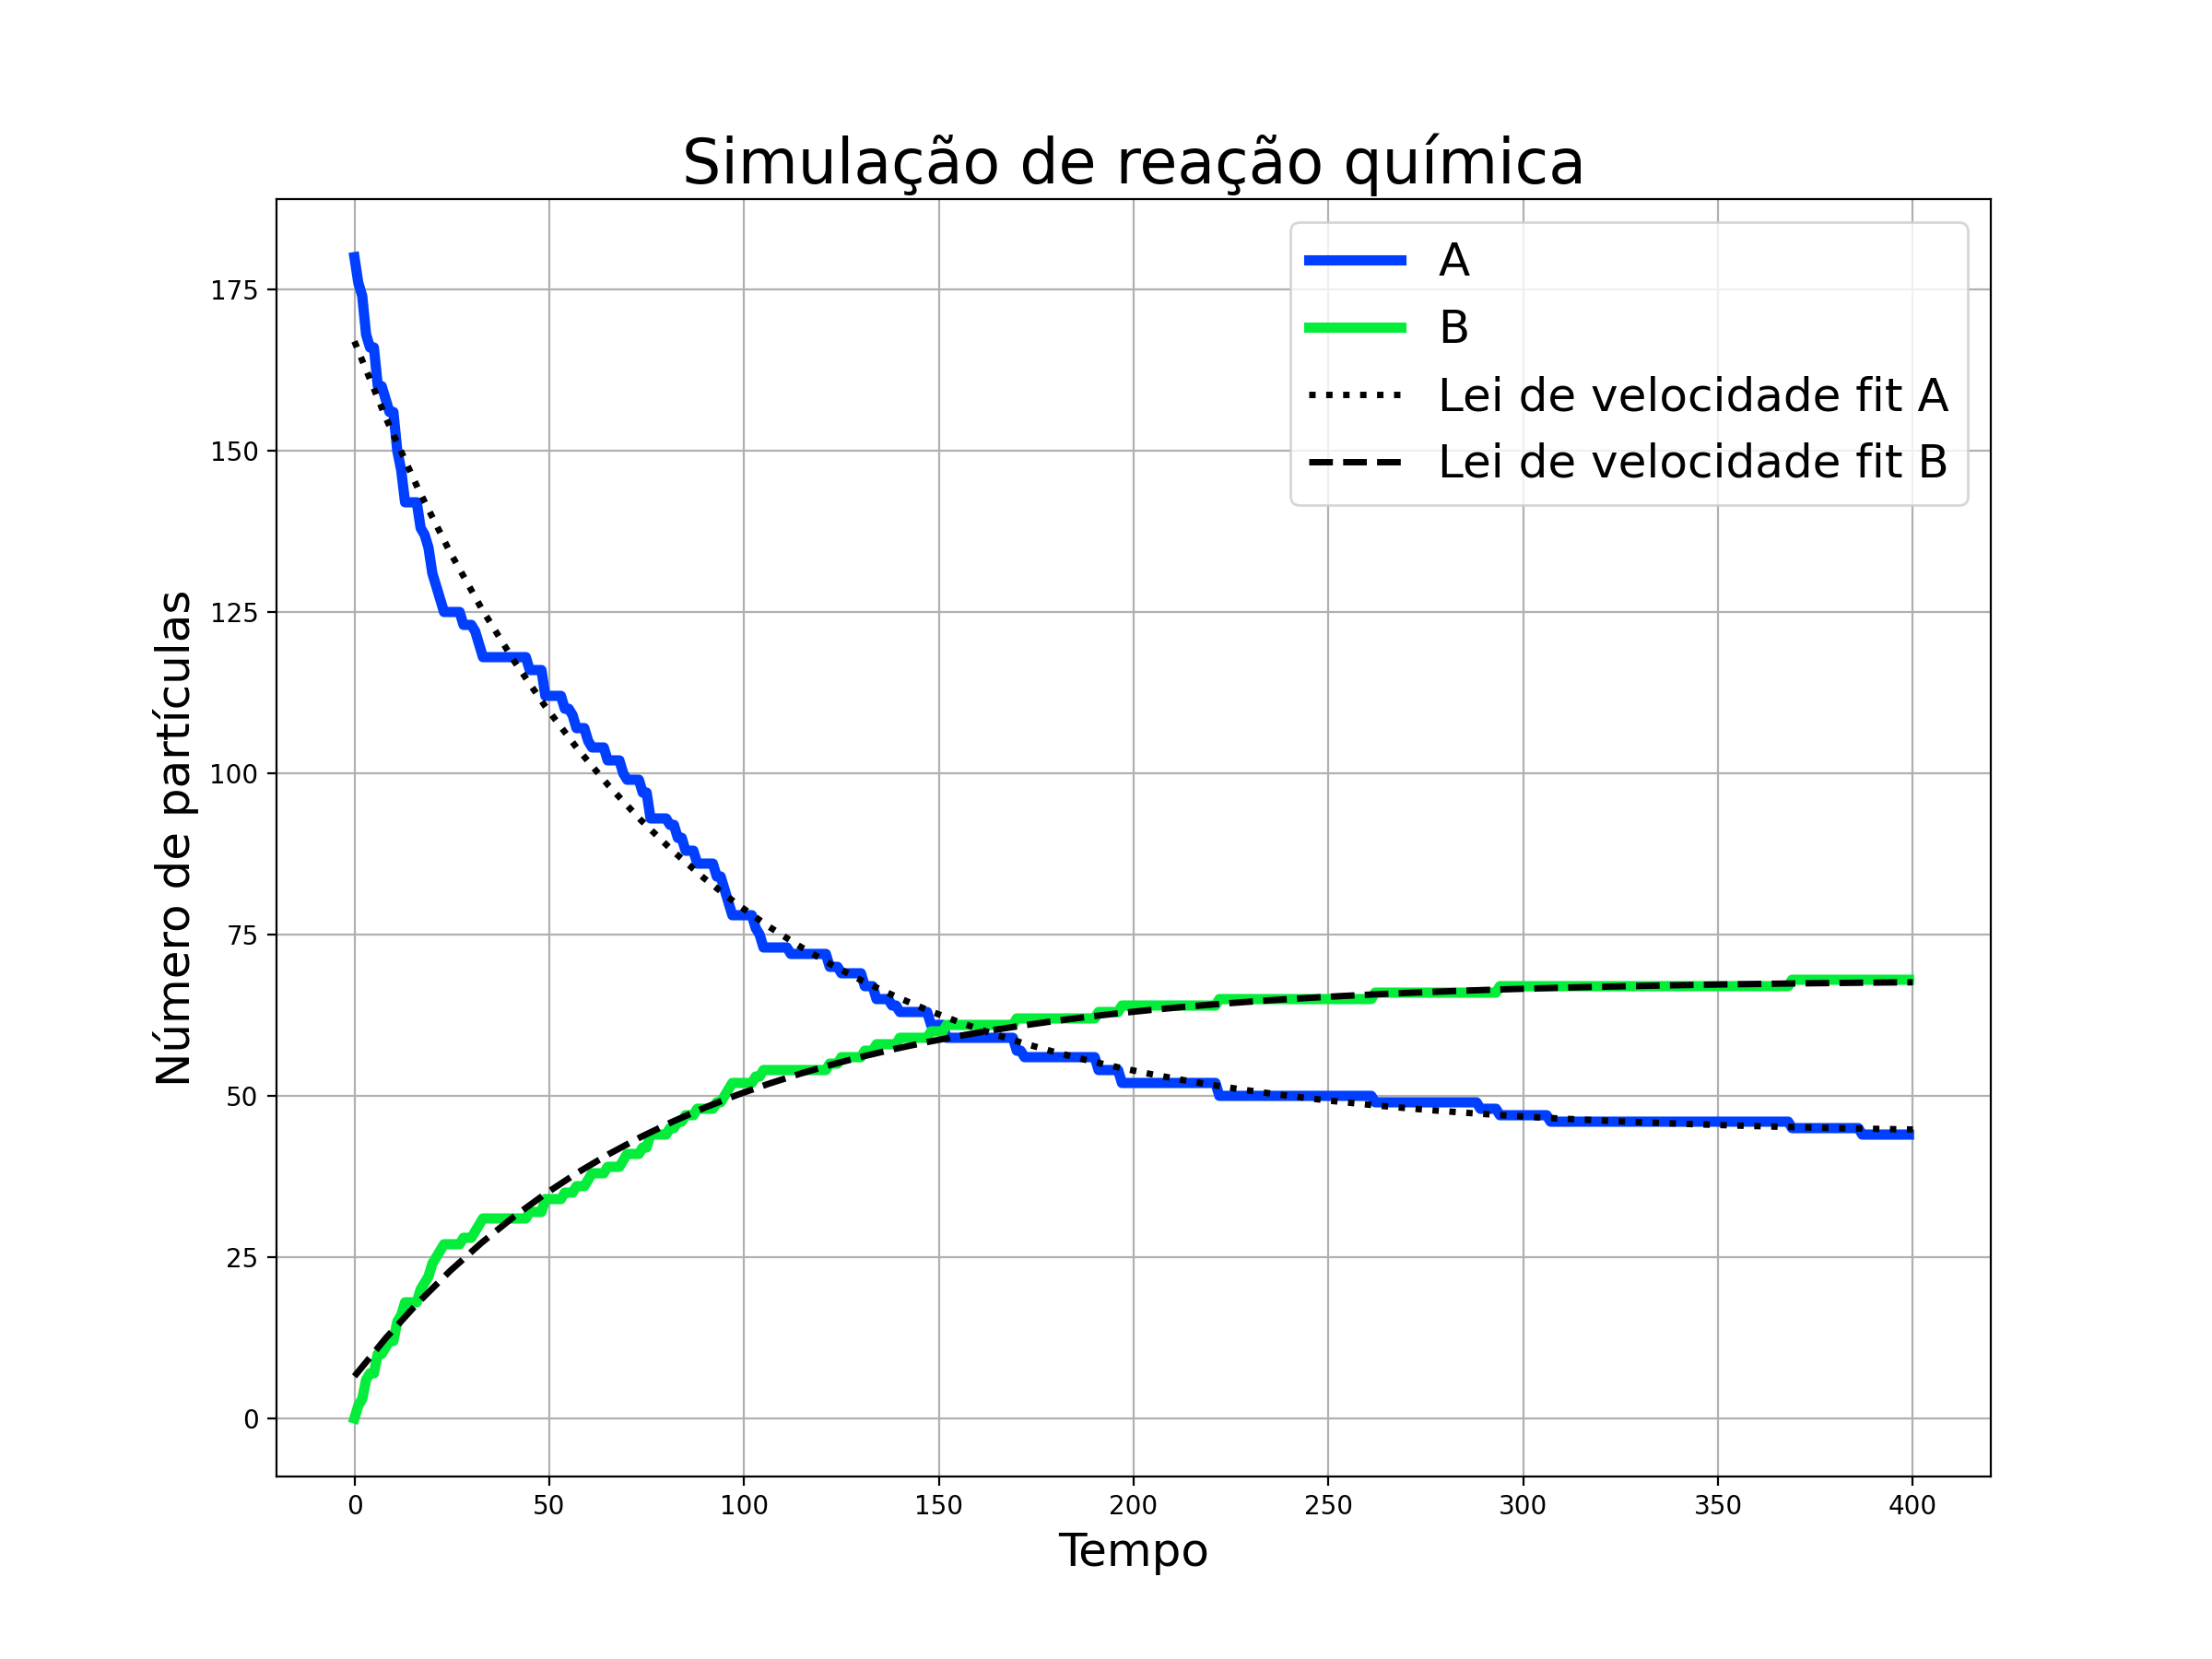 Simulação de reação química
A
B
Lei de velocidade fit A
Lei de velocidade fit B
Número de partículas
175
150
125
100
75
50
25
0
0 50 100 150 200 250 300 350 400
Tempo